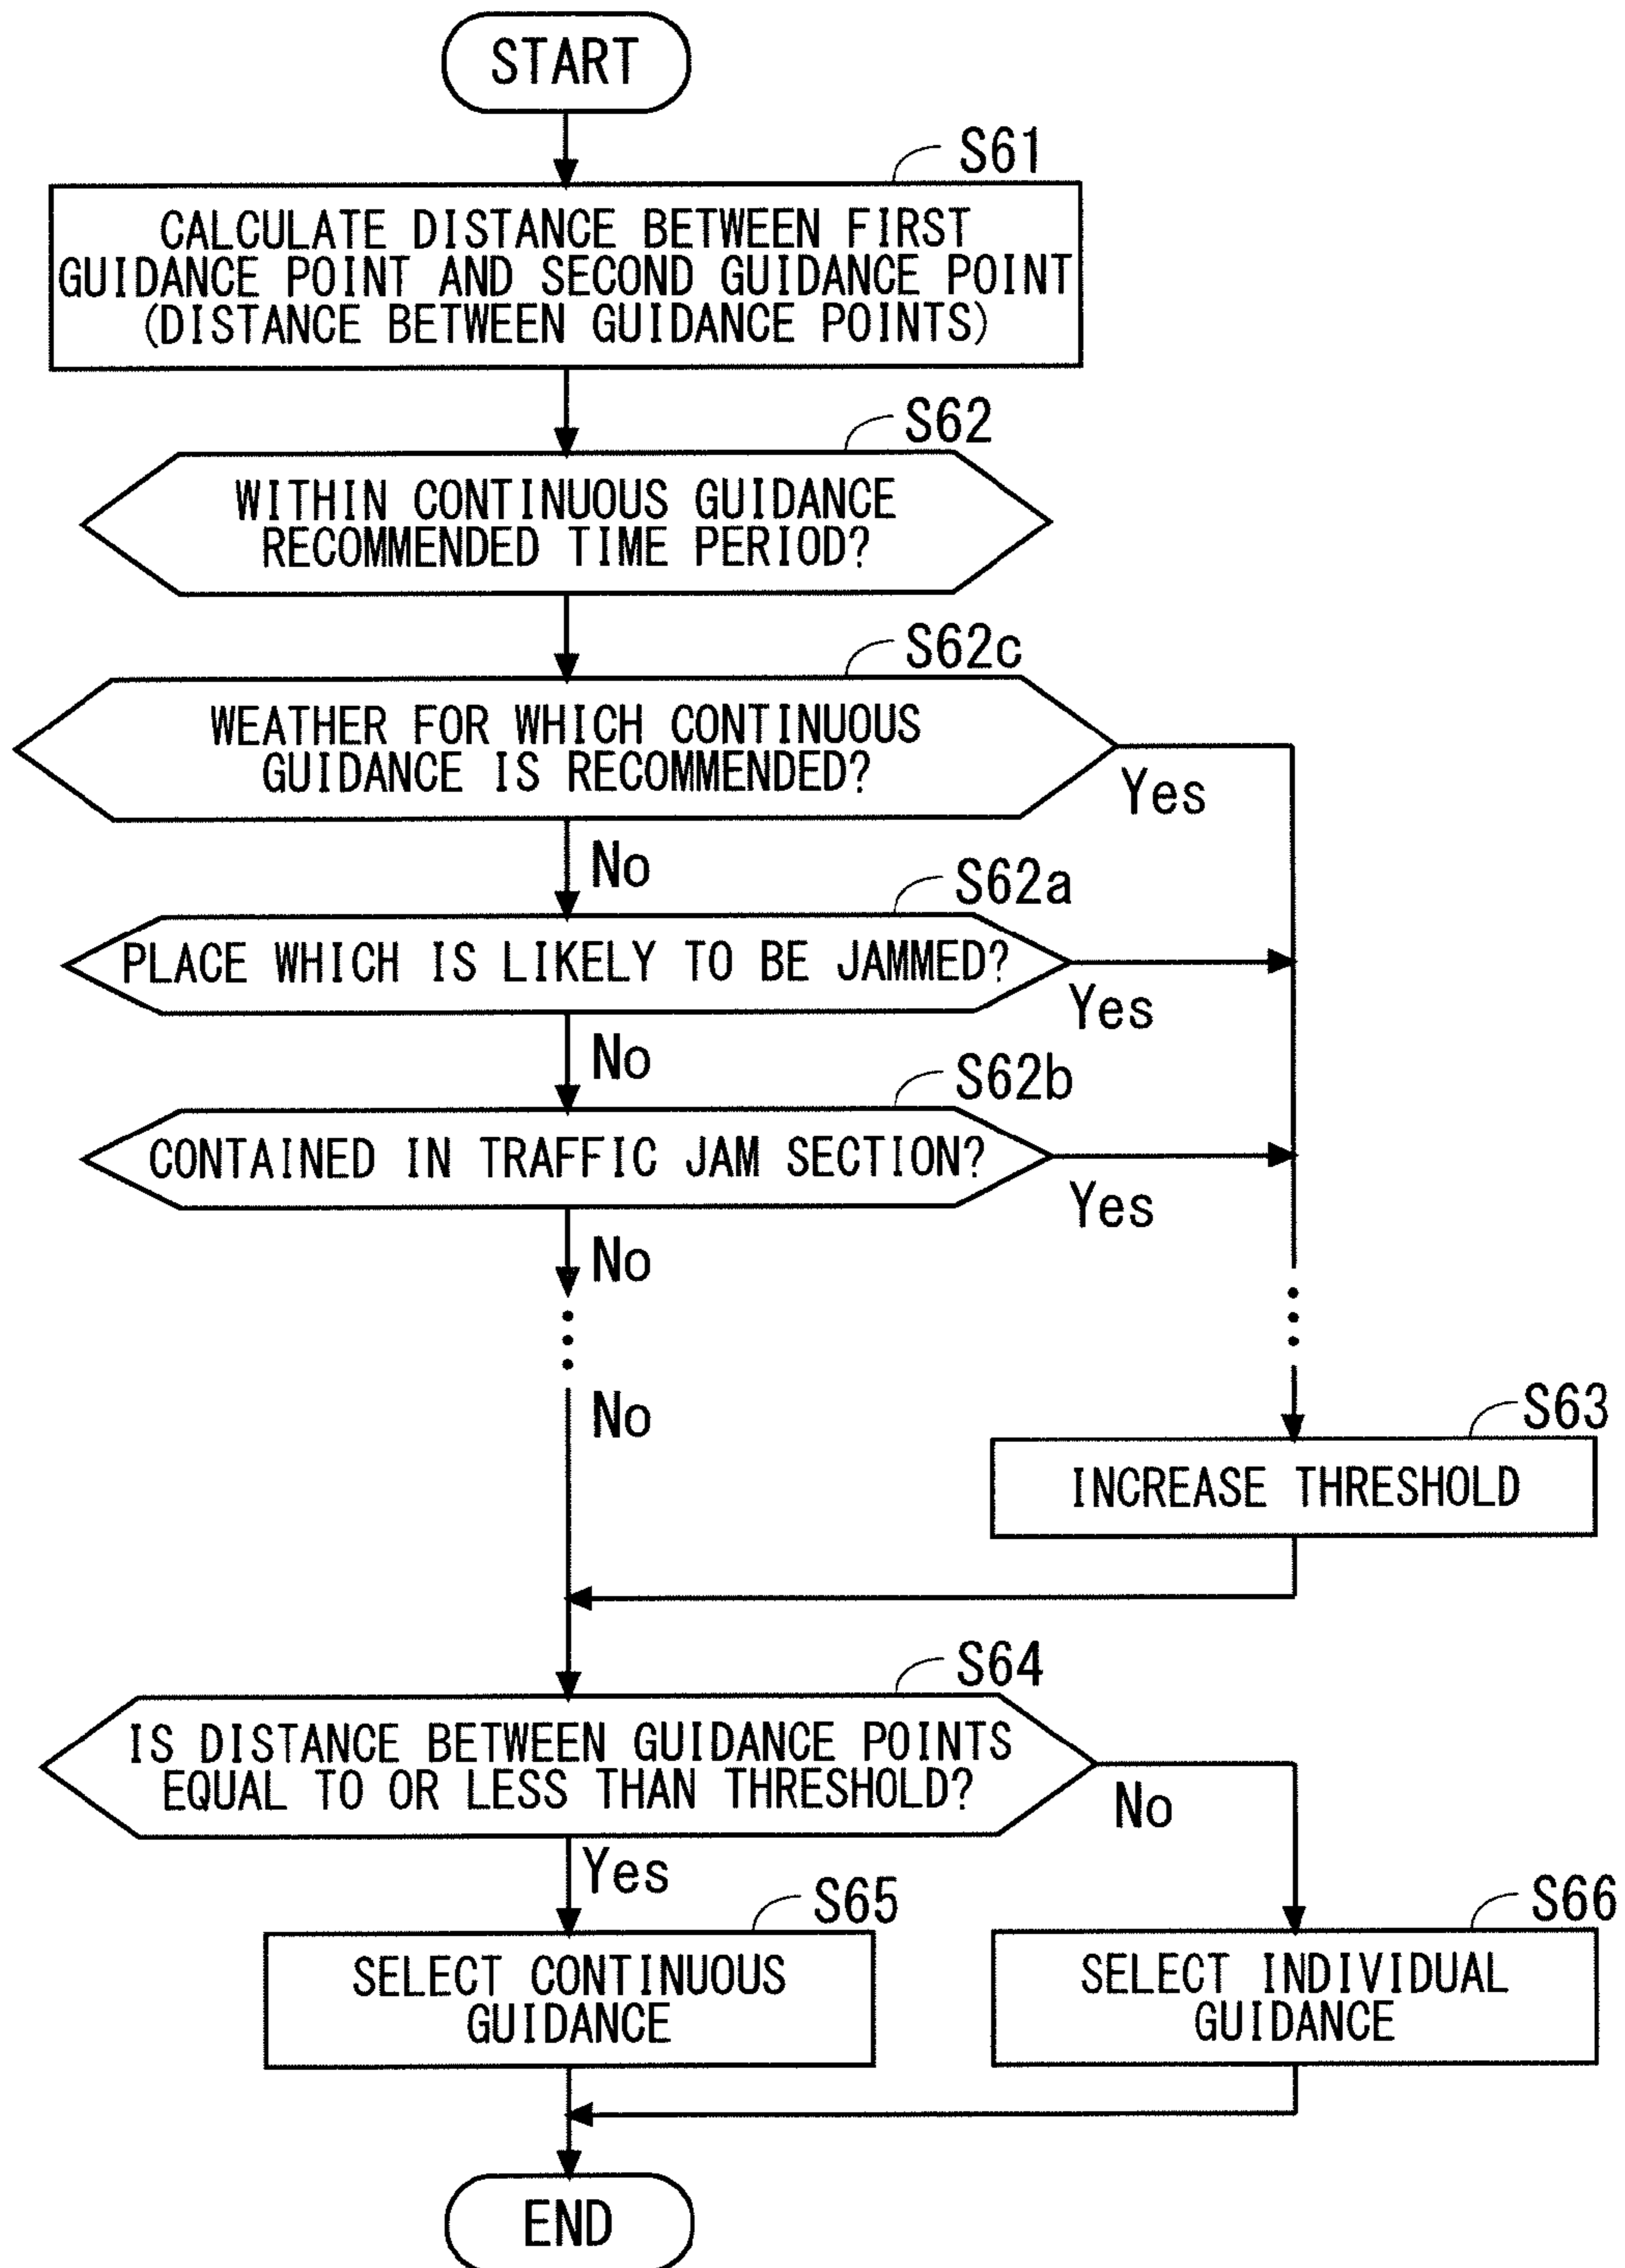 START
S61
CALCULATE DISTANCE BETWEEN FIRST
GUIDANCE POINT AND SECOND GUIDANCE POINT
(DISTANCE BETWEEN GUIDANCE POINTS)
S62
WITHIN CONTINUOUS GUIDANCE
RECOMMENDED TIME PERIOD?
S62c
WEATHER FOR WHICH CONTINUOUS
GUIDANCE IS RECOMMENDED?
Yes
No
S62a
PLACE WHICH IS LIKELY TO BE JAMMED?
Yes
No
S62b
CONTAINED IN TRAFFIC JAM SECTION?
Yes
No
No
S63
INCREASE THRESHOLD
S64
IS DISTANCE BETWEEN GUIDANCE POINTS
EQUAL TO OR LESS THAN THRESHOLD?
No
Yes
S65
SELECT CONTINUOUS
GUIDANCE
S66
SELECT INDIVIDUAL
GUIDANCE
END